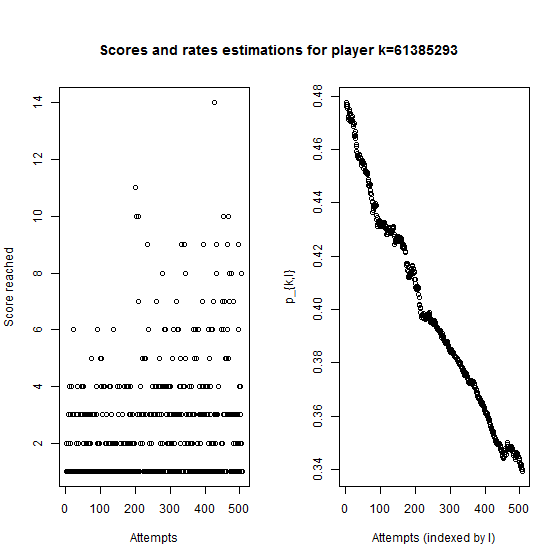 Scores and rates estimations for player k=61385293
Score reached
14
12
10
8
6
4
2
0 100 200 300 400 500
Attempts
p_{k,l}
0.48
0.46
0.44
0.42
0.40
0.38
0.36
0.34
0 100 200 300 400 500
Attempts (indexed by l)